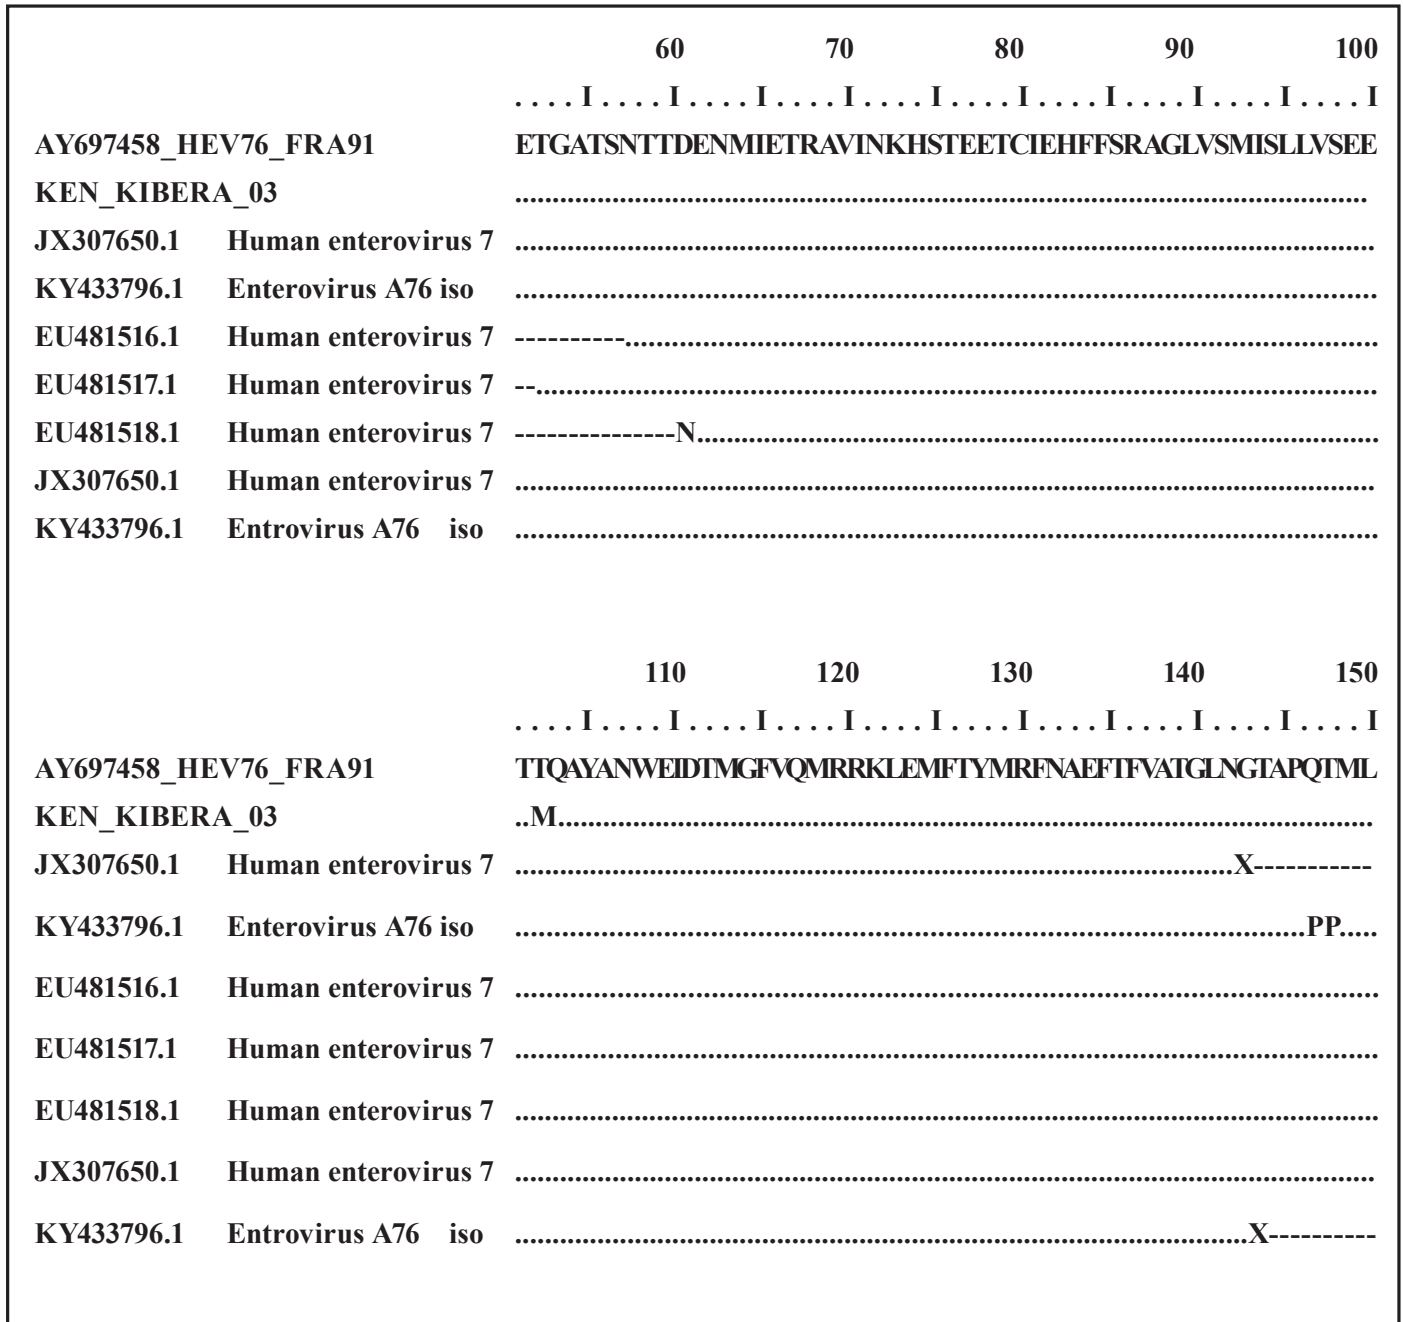 60 70 80 90 100
. . . . I . . . . I . . . . I . . . . I . . . . I . . . . I . . . . I . . . . I . . . . I . . . . I
AY697458_HEV76_FRA91 ETGATSNTTDENMIETRAVINKHSTEETCIEHFFSRAGLVSMISLLVSEE
KEN_KIBERA_03 ................................................................................
JX307650.1 Human enterovirus 7 ................................................................................
KY433796.1 Enterovirus A76 iso ................................................................................
EU481516.1 Human enterovirus 7 ----------......................................................................
EU481517.1 Human enterovirus 7 --..............................................................................
EU481518.1 Human enterovirus 7 ---------------N................................................................
JX307650.1 Human enterovirus 7 ................................................................................
KY433796.1 Entrovirus A76 iso ................................................................................
110 120 130 140 150
. . . . I . . . . I . . . . I . . . . I . . . . I . . . . I . . . . I . . . . I . . . . I . . . . I
AY697458_HEV76_FRA91 TTQAYANWEIDTMGFVQMRRKLEMFTYMRFNAEFTFVATGLNGTAPQTML
KEN_KIBERA_03 ..M.............................................................................
JX307650.1 Human enterovirus 7 ....................................................................X-----------
KY433796.1 Enterovirus A76 iso .........................................................................PP.....
EU481516.1 Human enterovirus 7 ................................................................................
EU481517.1 Human enterovirus 7 ................................................................................
EU481518.1 Human enterovirus 7 ................................................................................
JX307650.1 Human enterovirus 7 ................................................................................
KY433796.1 Entrovirus A76 iso .....................................................................X----------